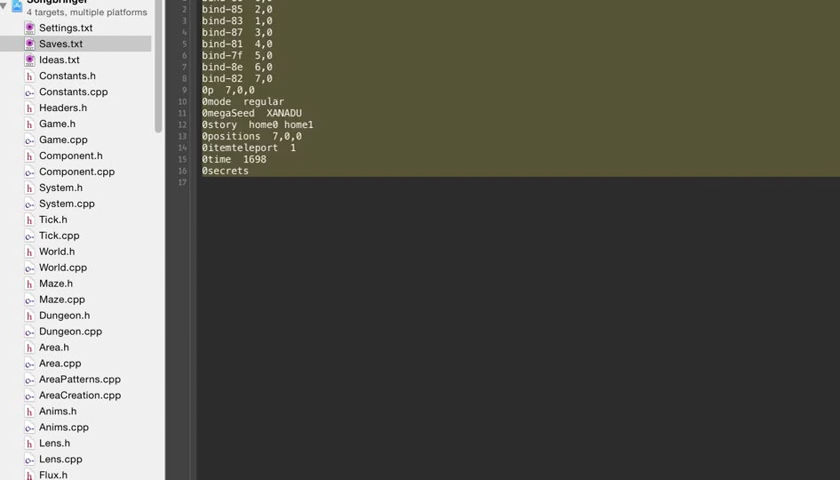 Songbringer
4 targets, multiple platforms
Settings.txt
Saves.txt
Ideas.txt
Constants.h
Constants.cpp
Headers.h
Game.h
Game.cpp
Component.h
Component.cpp
System.h
System.cpp
Tick.h
Tick.cpp
World.h
World.cpp
Maze.h
Maze.cpp
Dungeon.h
Dungeon.cpp
Area.h
Area.cpp
AreaPatterns.cpp
AreaCreation.cpp
Anims.h
Anims.cpp
Lens.h
Lens.cpp
Flux.h
2 bind-85 2,0
3 bind-83 1,0
4 bind-87 3,0
5 bind-81 4,0
6 bind-7f 5,0
7 bind-8e 6,0
8 bind-82 7,0
9 0p 7,0,0
10 0mode regular
11 0megaSeed XANADU
12 0story home0 home1
13 0positions 7,0,0
14 0itemteleport 1
15 0time 1698
16 0secrets
17